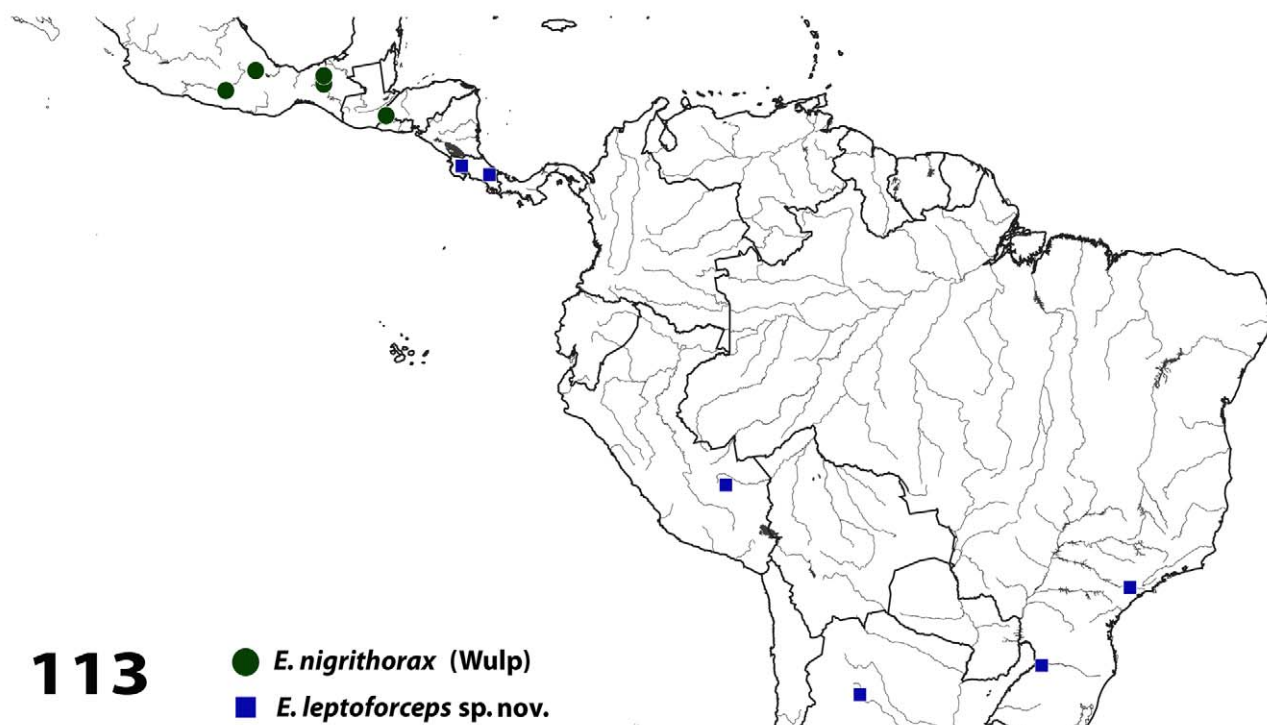 113
E. nigrithorax (Wulp)
E. leptoforceps sp. nov.